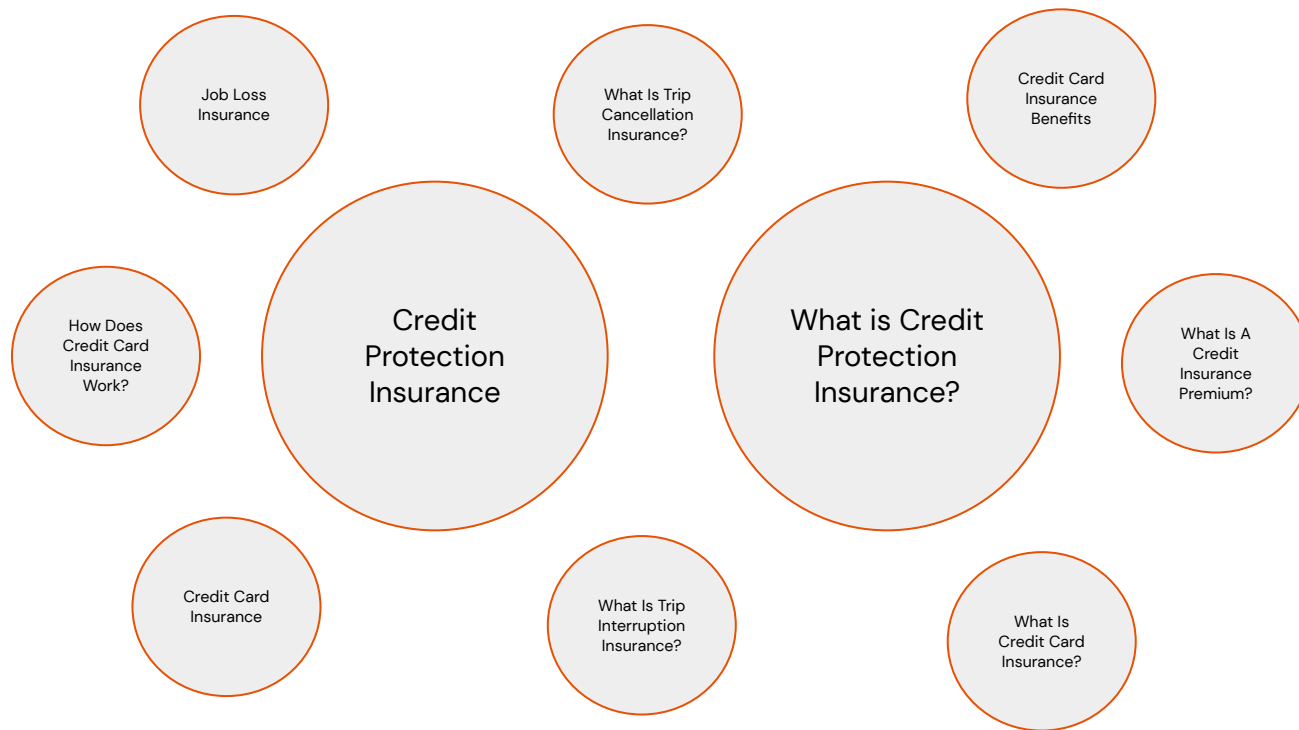 Job Loss
Insurance
What Is Trip
Cancellation
Insurance?
Credit Card
Insurance
Benefits
How Does
Credit Card
Insurance
Work?
Credit
Protection
Insurance
What is Credit
Protection
Insurance?
What Is A
Credit
Insurance
Premium?
Credit Card
Insurance
What Is Trip
Interruption
Insurance?
What Is
Credit Card
Insurance?